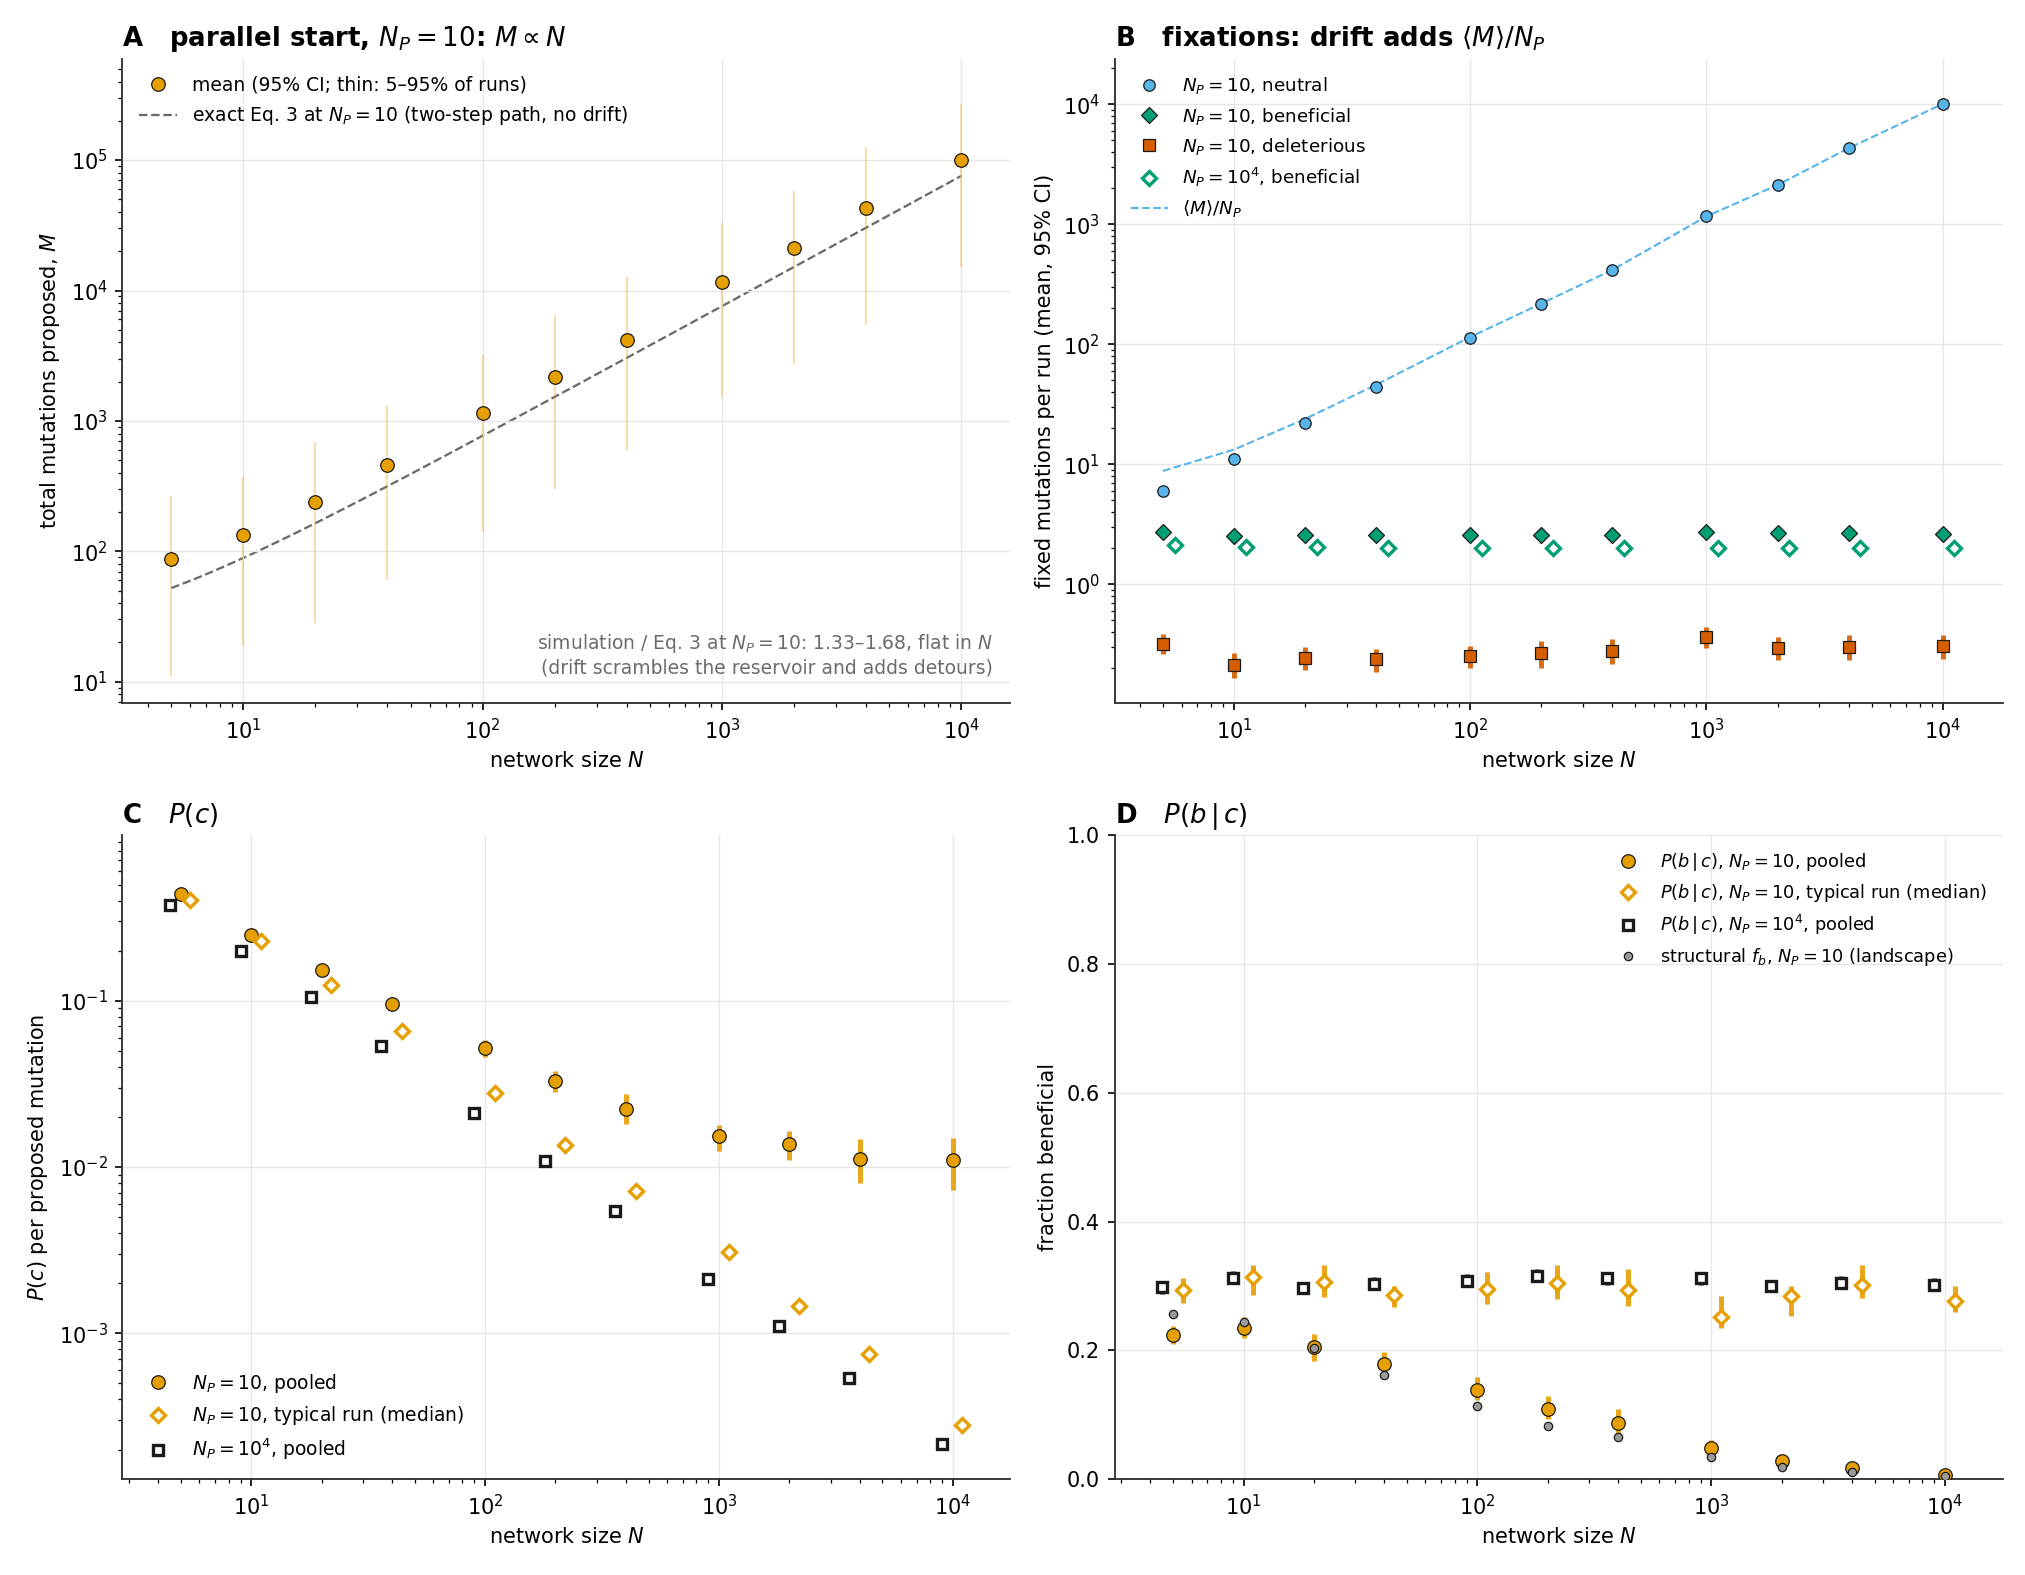 A parallel start, N_P = 10: M ∝ N
mean (95% CI; thin: 5–95% of runs)
exact Eq. 3 at N_P = 10 (two-step path, no drift)
10^5
10^4
10^3
10^2
10^1
total mutations proposed, M
simulation / Eq. 3 at N_P = 10: 1.33–1.68, flat in N
(drift scrambles the reservoir and adds detours)
10^1
10^2
10^3
10^4
network size N
B fixations: drift adds ⟨M⟩/N_P
N_P = 10, neutral
N_P = 10, beneficial
N_P = 10, deleterious
N_P = 10^4, beneficial
⟨M⟩/N_P
10^4
10^3
10^2
10^1
10^0
fixed mutations per run (mean, 95% CI)
10^1
10^2
10^3
10^4
network size N
C P(c)
10^−1
10^−2
10^−3
P(c) per proposed mutation
N_P = 10, pooled
N_P = 10, typical run (median)
N_P = 10^4, pooled
10^1
10^2
10^3
10^4
network size N
D P(b | c)
P(b | c), N_P = 10, pooled
P(b | c), N_P = 10, typical run (median)
P(b | c), N_P = 10^4, pooled
structural f_b, N_P = 10 (landscape)
1.0
0.8
0.6
0.4
0.2
0.0
fraction beneficial
10^1
10^2
10^3
10^4
network size N